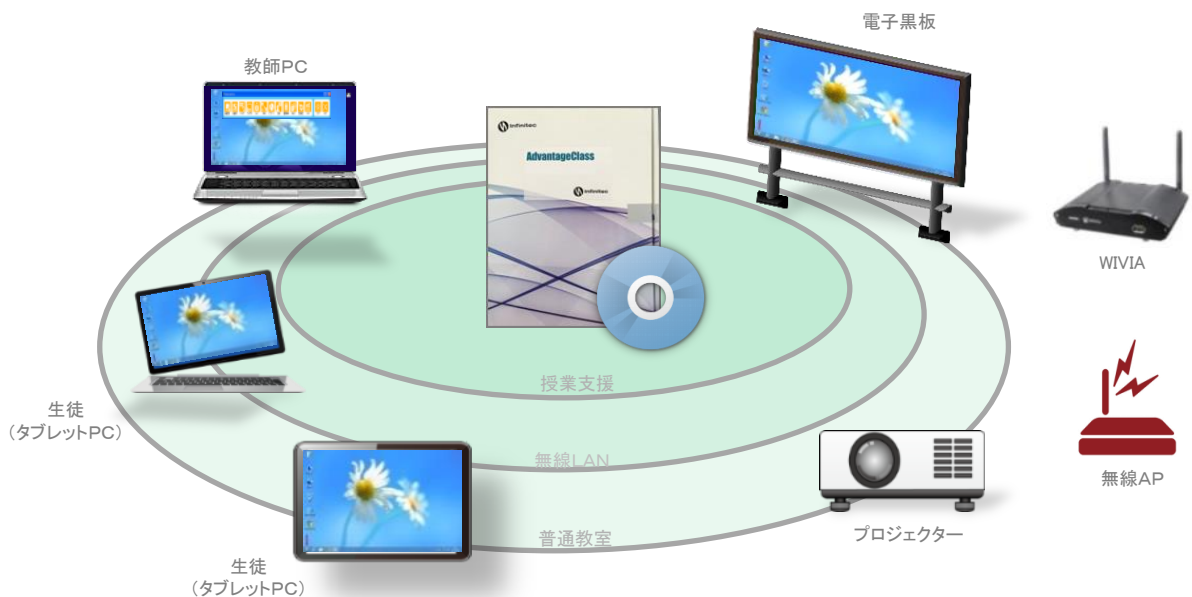 電子黒板
教師PC
infinitec
AdvantageClass
infinitec
WIVIA
授業支援
生徒
（タブレットPC）
無線LAN
無線AP
プロジェクター
普通教室
生徒
（タブレットPC）